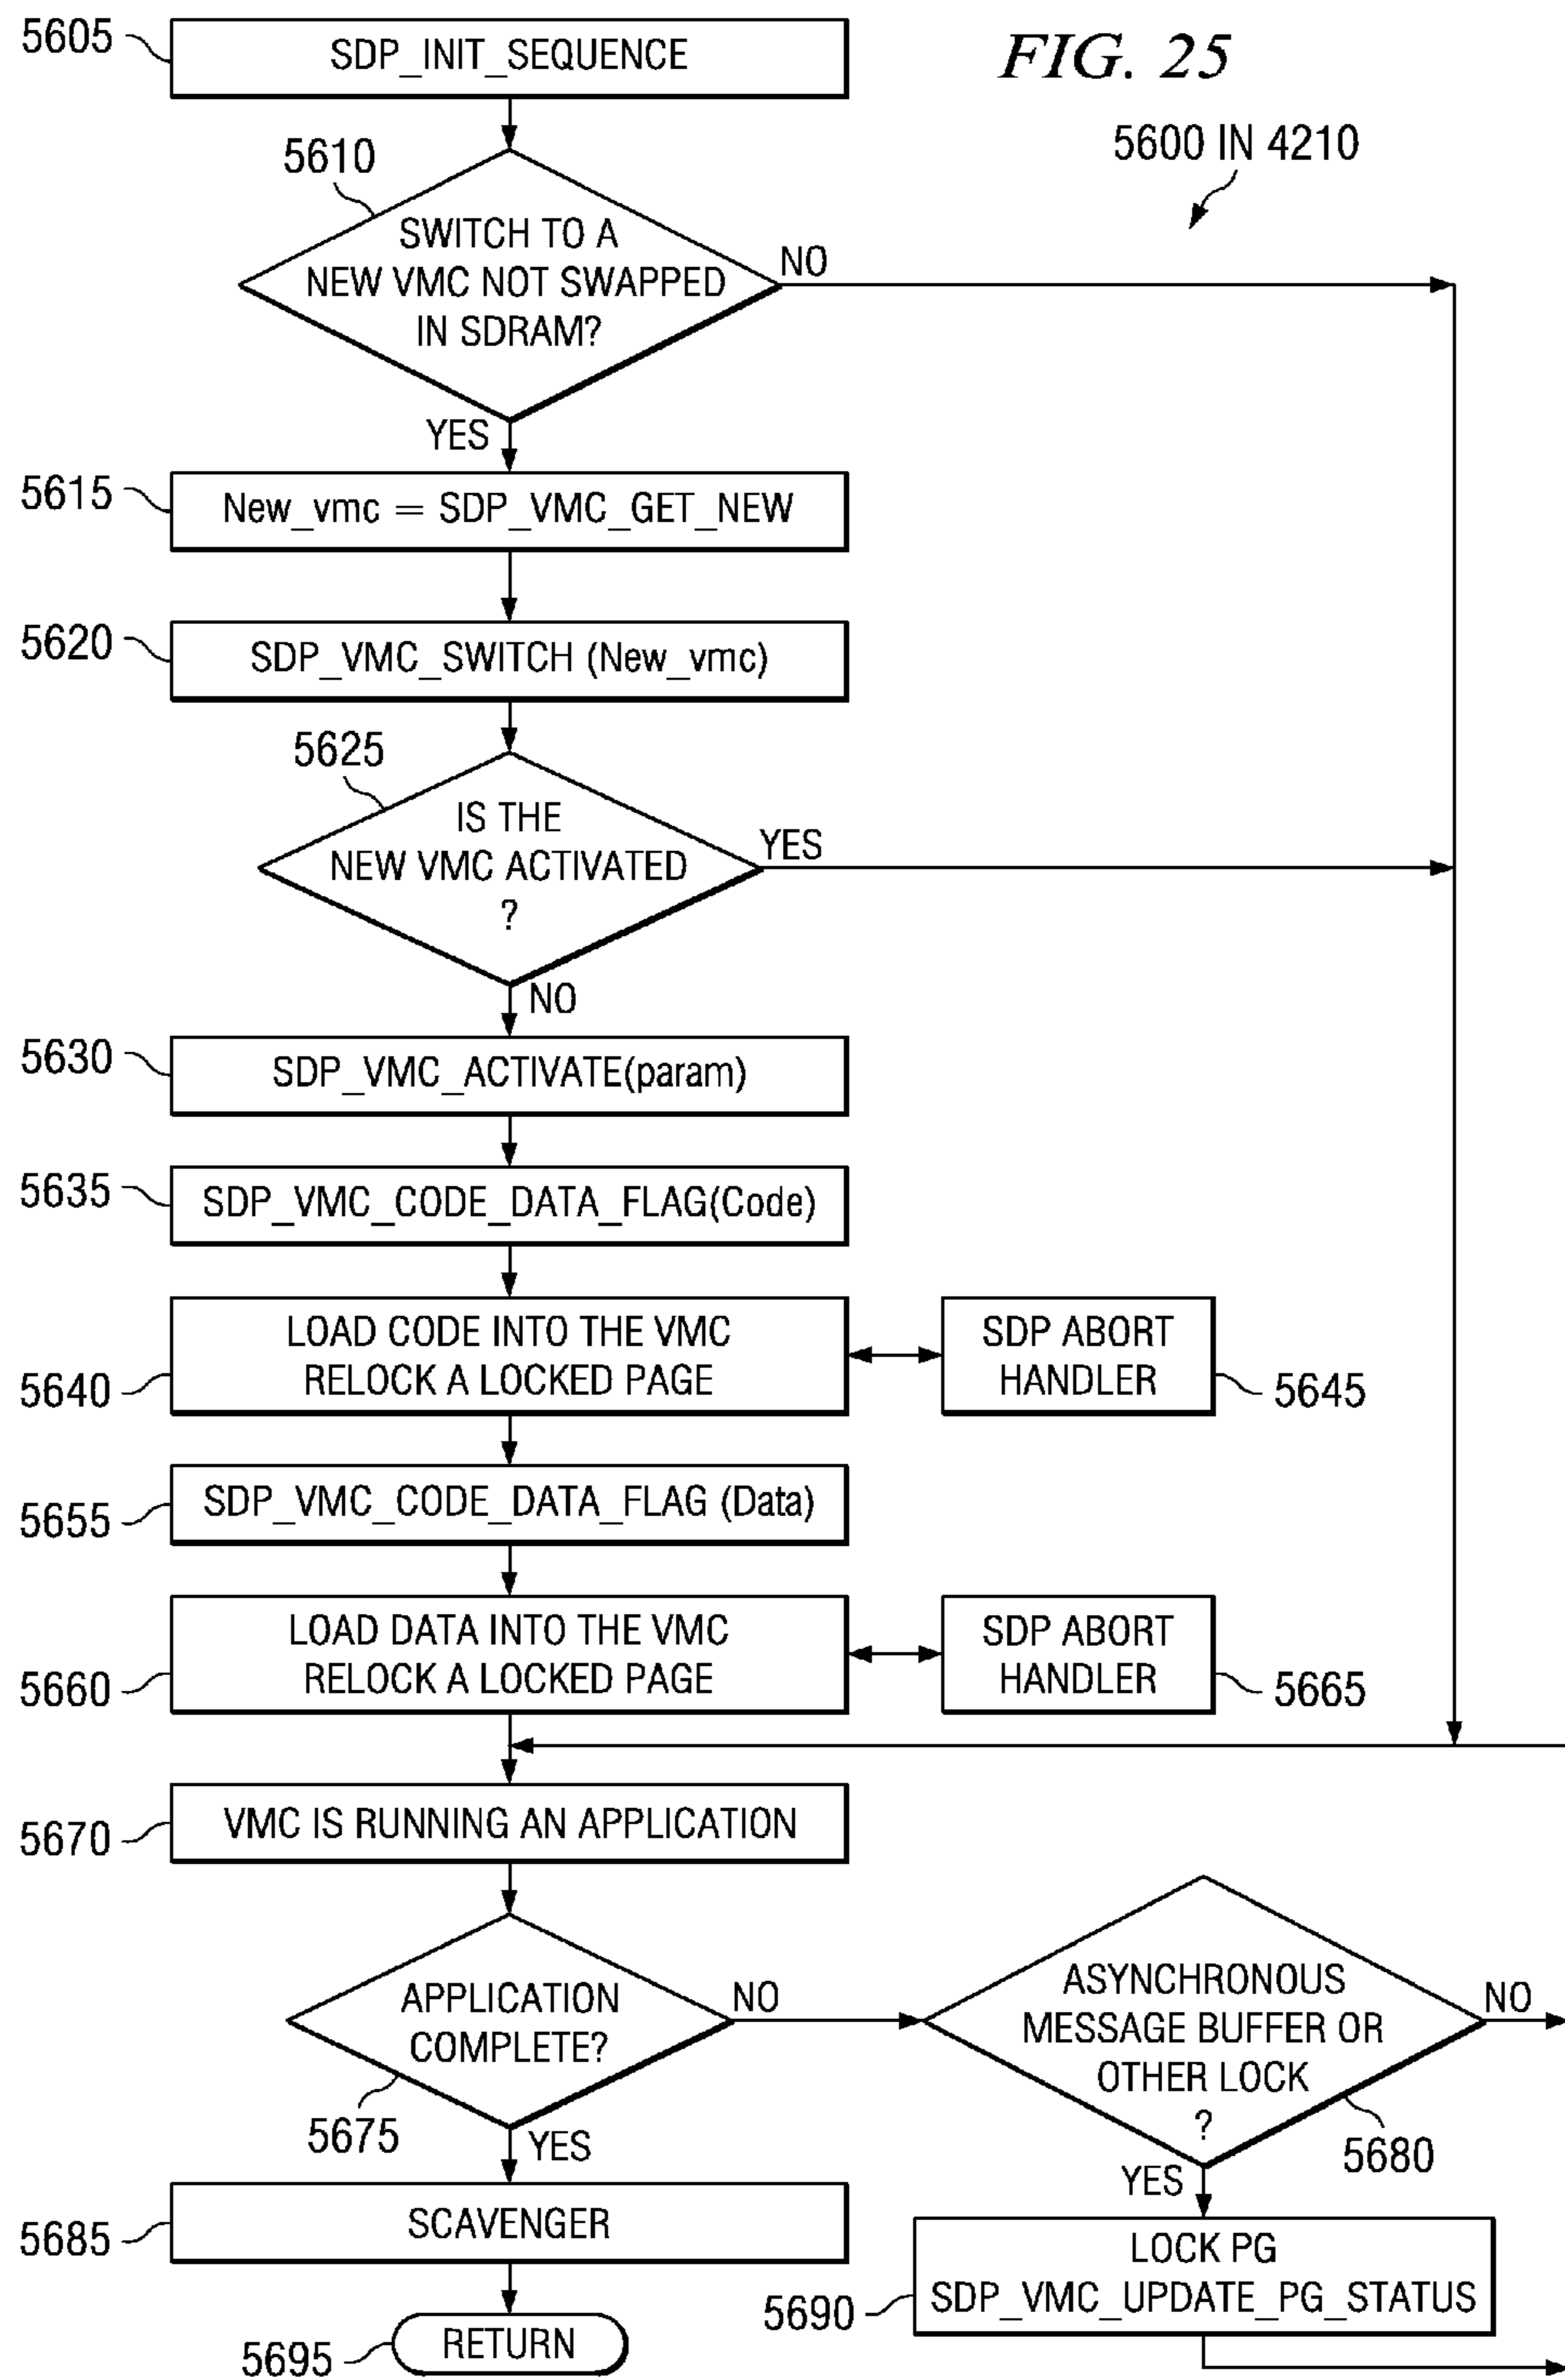 5605
SDP_INIT_SEQUENCE
FIG. 25
5600 IN 4210
5610
SWITCH TO A
NEW VMC NOT SWAPPED
IN SDRAM?
NO
YES
5615
New_vmc = SDP_VMC_GET_NEW
5620
SDP_VMC_SWITCH (New_vmc)
5625
IS THE
NEW VMC ACTIVATED
?
YES
NO
5630
SDP_VMC_ACTIVATE(param)
5635
SDP_VMC_CODE_DATA_FLAG(Code)
5640
LOAD CODE INTO THE VMC
RELOCK A LOCKED PAGE
SDP ABORT
HANDLER
5645
5655
SDP_VMC_CODE_DATA_FLAG (Data)
5660
LOAD DATA INTO THE VMC
RELOCK A LOCKED PAGE
SDP ABORT
HANDLER
5665
5670
VMC IS RUNNING AN APPLICATION
APPLICATION
COMPLETE?
NO
5675
YES
ASYNCHRONOUS
MESSAGE BUFFER OR
OTHER LOCK
?
NO
5680
YES
5685
SCAVENGER
LOCK PG
SDP_VMC_UPDATE_PG_STATUS
5690
5695
RETURN